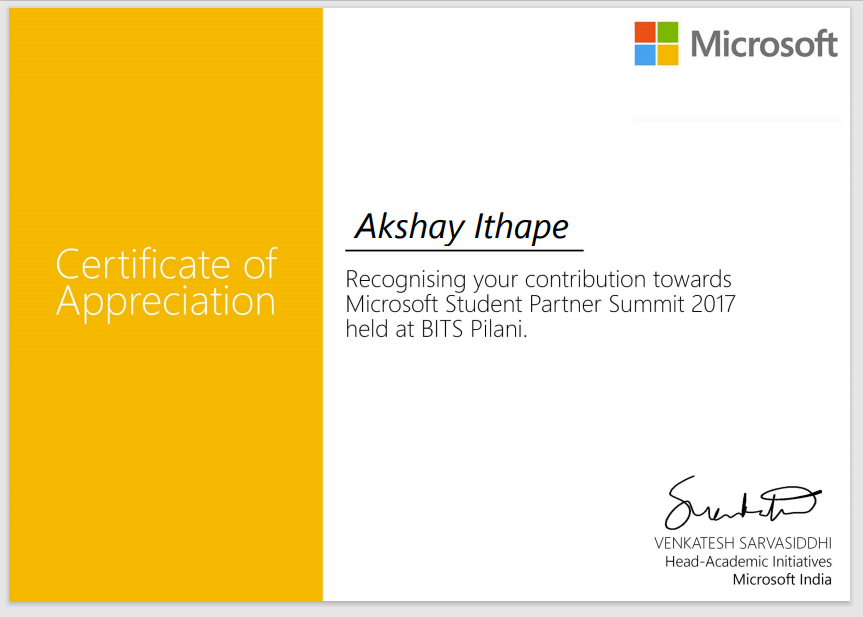 Microsoft
Certificate of
Appreciation
Akshay Ithape
Recognising your contribution towards
Microsoft Student Partner Summit 2017
held at BITS Pilani.
VENKATESH SARVASIDDHI
Head-Academic Initiatives
Microsoft India